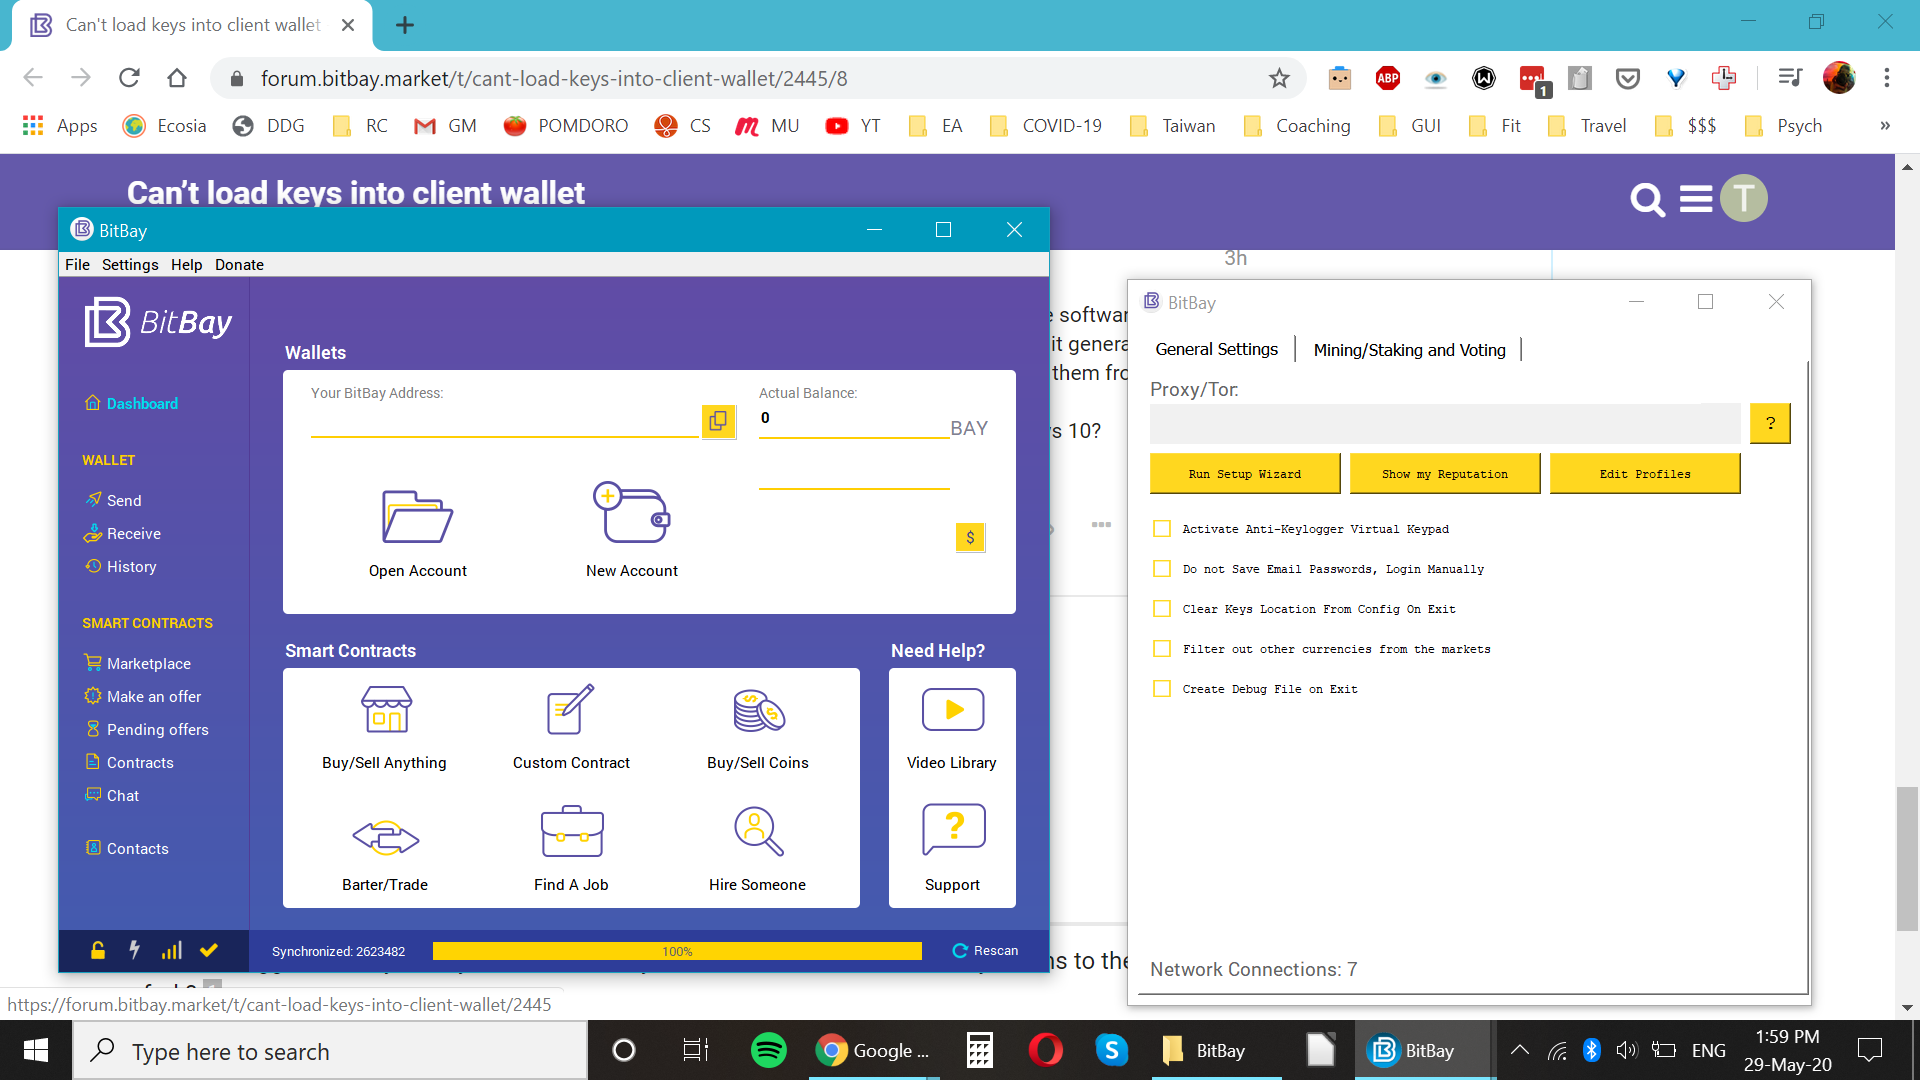 Can't load keys into client wallet
forum.bitbay.market/t/cant-load-keys-into-client-wallet/2445/8
ABP
1
Apps
Ecosia
DDG
RC
GM
POMDORO
CS
MU
YT
EA
COVID-19
Taiwan
Coaching
GUI
Fit
Travel
$$$
Psych
»
Can’t load keys into client wallet
T
3h
BitBay
File Settings Help Donate
BitBay
Dashboard
WALLET
Send
Receive
History
SMART CONTRACTS
Marketplace
Make an offer
Pending offers
Contracts
Chat
Contacts
Wallets
Your BitBay Address:
Actual Balance:
0
BAY
$
Open Account
New Account
Smart Contracts
Buy/Sell Anything
Custom Contract
Buy/Sell Coins
Barter/Trade
Find A Job
Hire Someone
Need Help?
Video Library
?
Support
Synchronized: 2623482
100%
Rescan
it genera
them fro
s 10?
s to the
BitBay
General Settings
Mining/Staking and Voting
Proxy/Tor:
?
Run Setup Wizard
Show my Reputation
Edit Profiles
Activate Anti-Keylogger Virtual Keypad
Do not Save Email Passwords, Login Manually
Clear Keys Location From Config On Exit
Filter out other currencies from the markets
Create Debug File on Exit
Network Connections: 7
https://forum.bitbay.market/t/cant-load-keys-into-client-wallet/2445
Type here to search
Google ...
BitBay
BitBay
ENG
1:59 PM
29-May-20